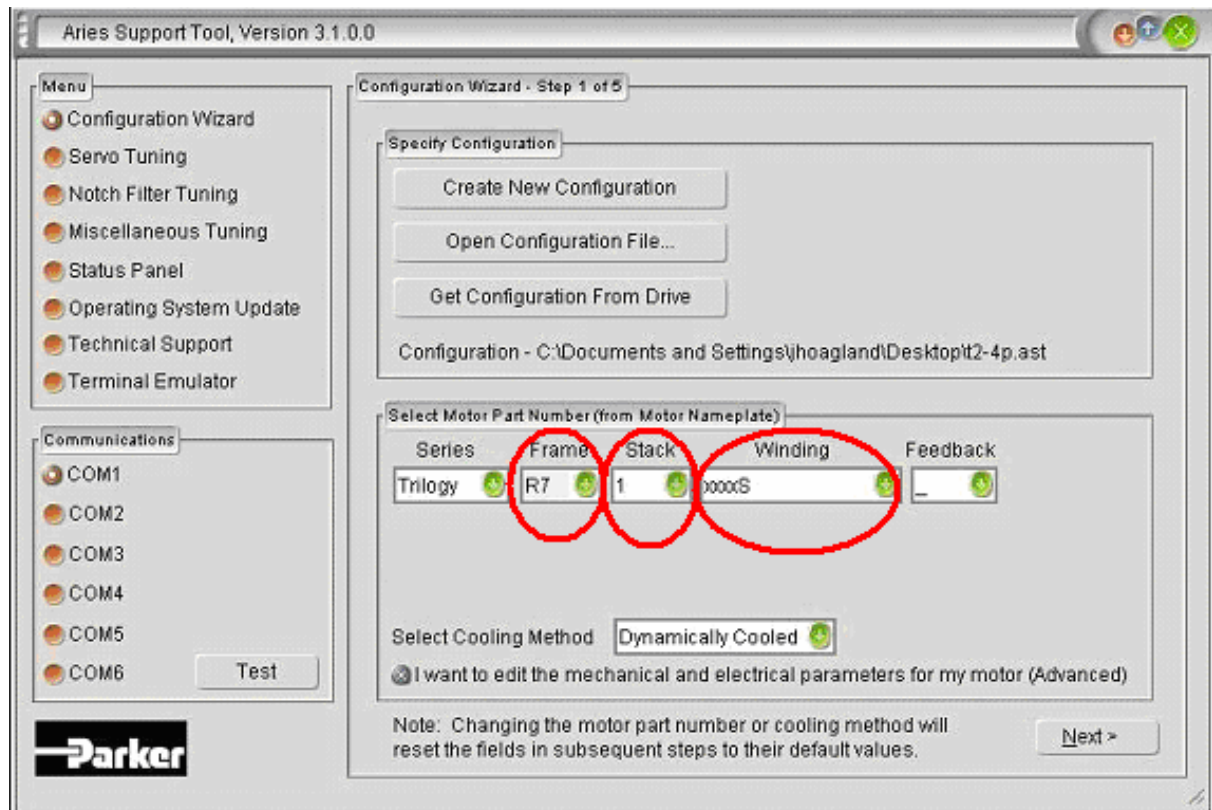 Aries Support Tool, Version 3.1.0.0
Menu
Configuration Wizard
Servo Tuning
Notch Filter Tuning
Miscellaneous Tuning
Status Panel
Operating System Update
Technical Support
Terminal Emulator
Communications
COM1
COM2
COM3
COM4
COM5
COM6
Test
Parker
Configuration Wizard - Step 1 of 5
Specify Configuration
Create New Configuration
Open Configuration File...
Get Configuration From Drive
Configuration - C:\Documents and Settings\jhoagland\Desktop\t2-4p.ast
Select Motor Part Number (from Motor Nameplate)
Series Frame Stack Winding Feedback
Trilogy R7 1 xxxxS _
Select Cooling Method Dynamically Cooled
I want to edit the mechanical and electrical parameters for my motor (Advanced)
Note: Changing the motor part number or cooling method will
reset the fields in subsequent steps to their default values.
Next >